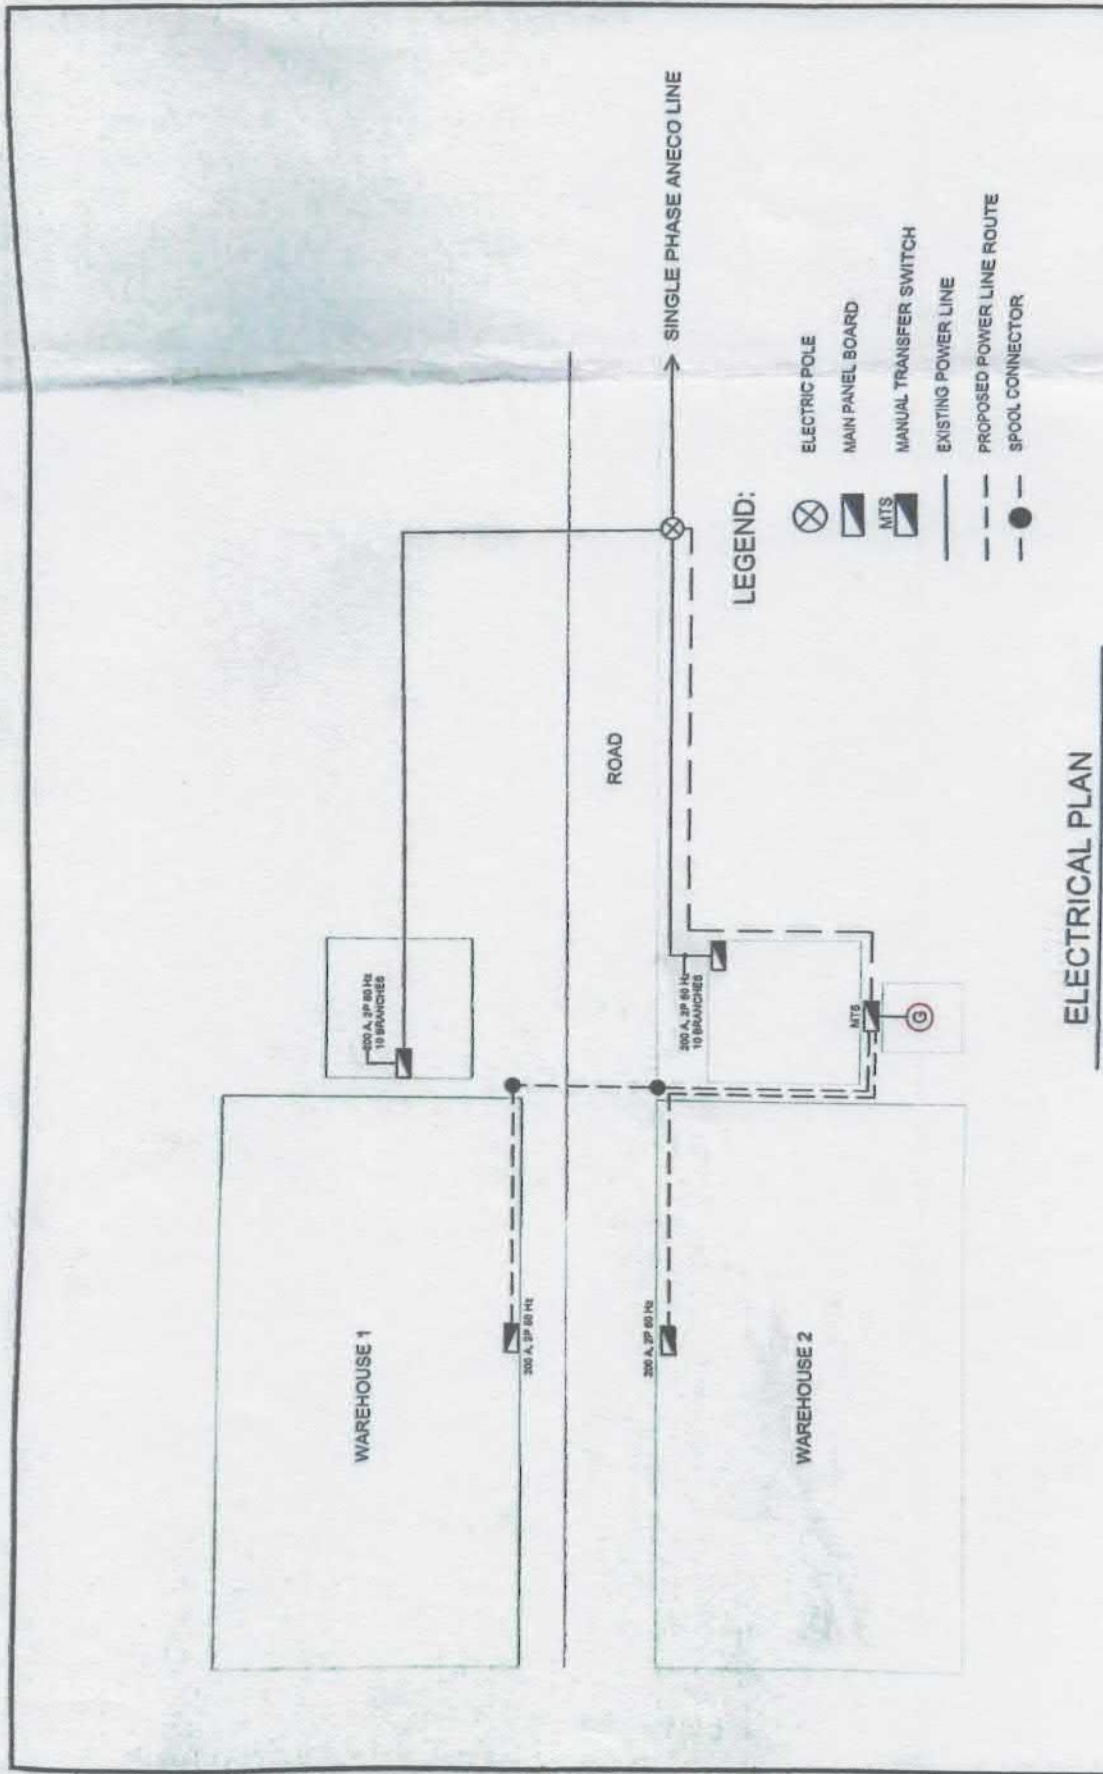 WAREHOUSE 1
200 A, 2P 60 Hz
200 A, 2P 60 Hz
10 BRANCHES
ROAD
SINGLE PHASE ANECO LINE
200 A, 2P 60 Hz
WAREHOUSE 2
200 A, 2P 60 Hz
10 BRANCHES
MTS
G
LEGEND:
ELECTRIC POLE
MAIN PANEL BOARD
MTS
MANUAL TRANSFER SWITCH
EXISTING POWER LINE
PROPOSED POWER LINE ROUTE
SPOOL CONNECTOR
ELECTRICAL PLAN